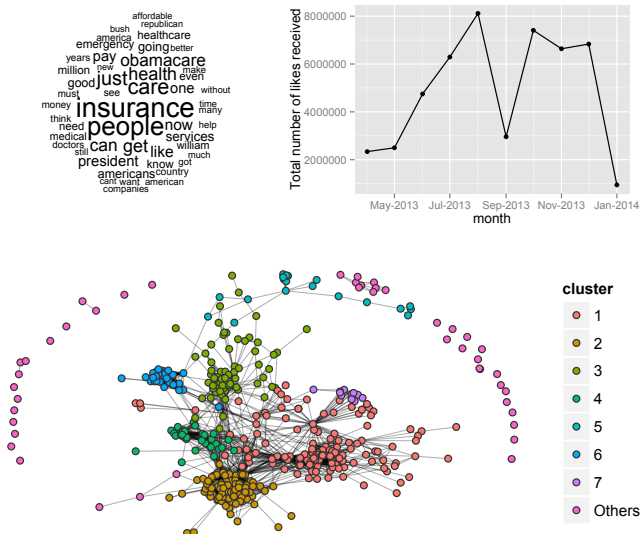 affordable
bush republican
america healthcare
emergency going better
years pay obamacare
million new health make
good just even
must see care one without
money insurance time
many
think people now help
need
medical can get services
doctors like william
still much
president know got
americans country
cant want american
companies
Total number of likes received
8000000
6000000
4000000
2000000
May-2013 Jul-2013 Sep-2013 Nov-2013 Jan-2014
month
cluster
1
2
3
4
5
6
7
Others